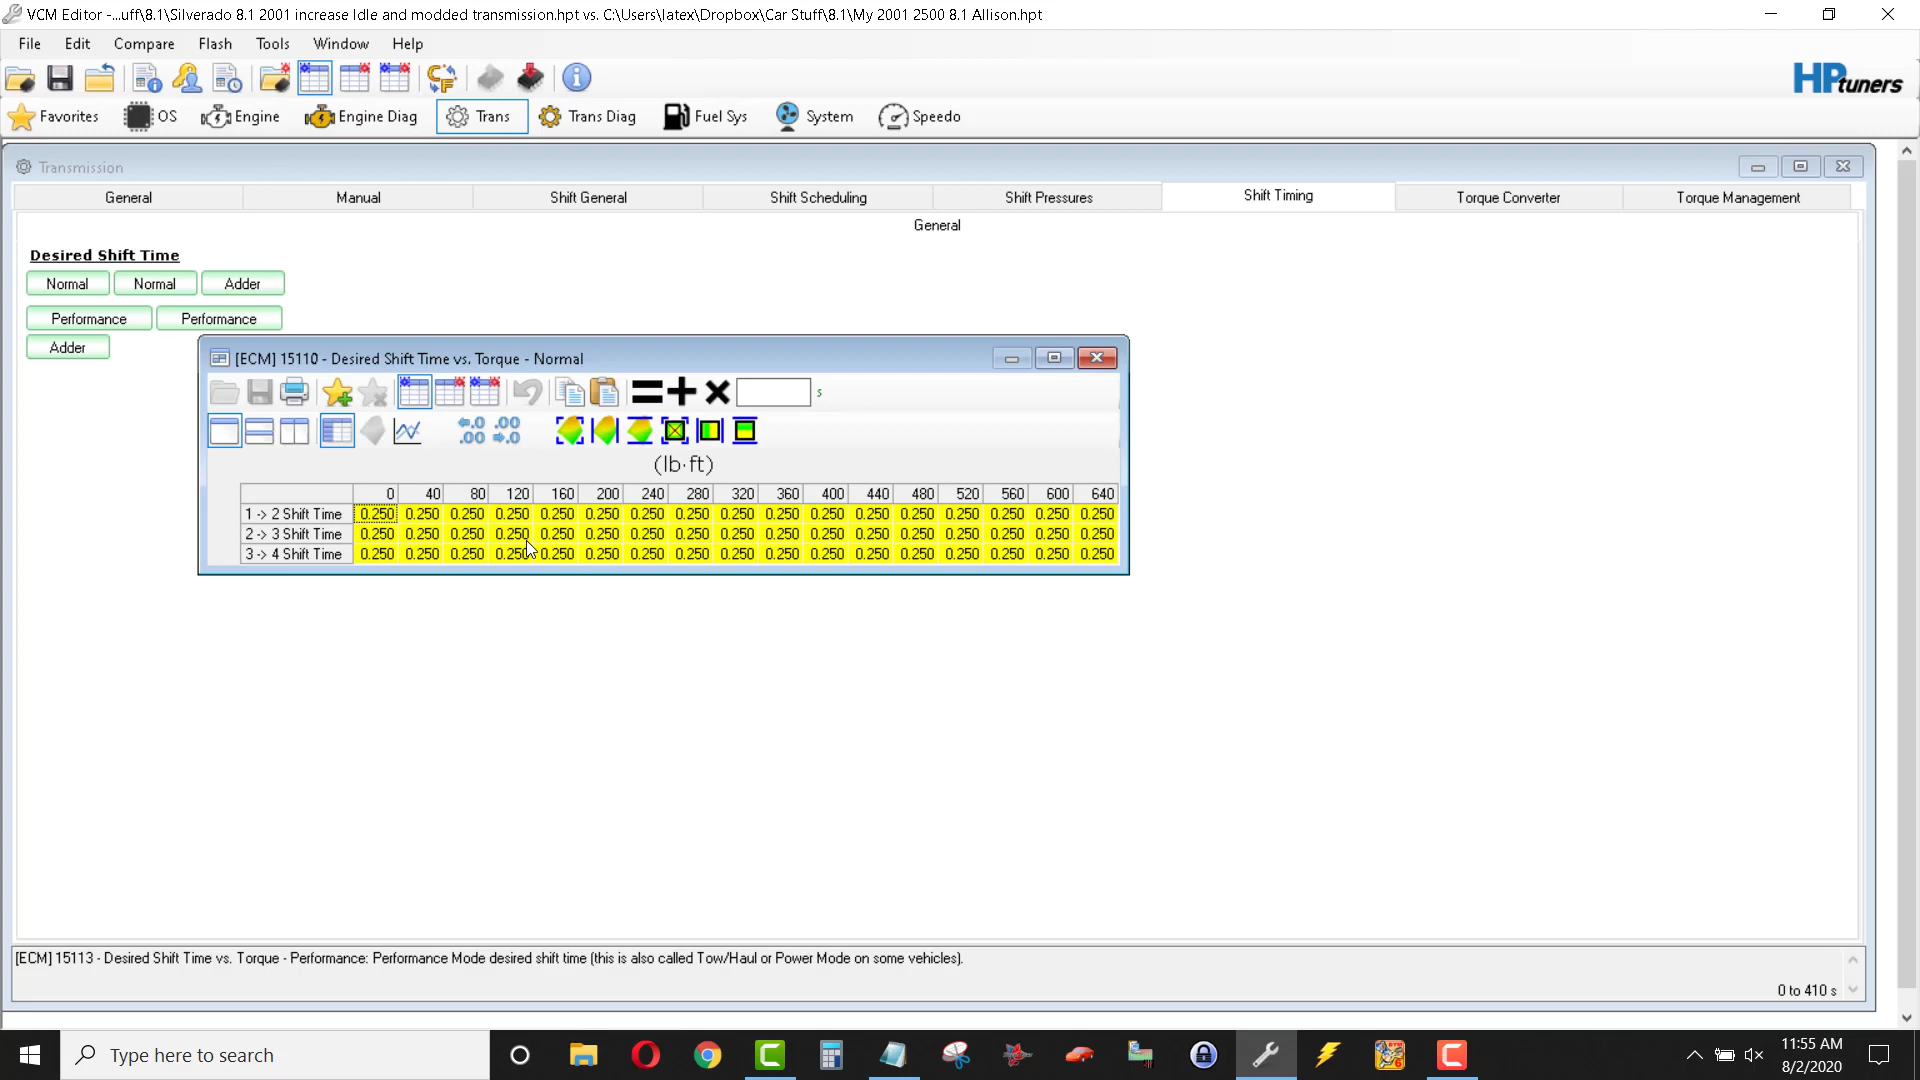 VCM Editor -...uff\8.1\Silverado 8.1 2001 increase Idle and modded transmission.hpt vs. C:\Users\latex\Dropbox\Car Stuff\8.1\My 2001 2500 8.1 Allison.hpt
File Edit Compare Flash Tools Window Help
HPtuners
Favorites OS Engine Engine Diag Trans Trans Diag Fuel Sys System Speedo
Transmission
General Manual Shift General Shift Scheduling Shift Pressures Shift Timing Torque Converter Torque Management
General
Desired Shift Time
Normal Normal Adder
Performance Performance
Adder
[ECM] 15110 - Desired Shift Time vs. Torque - Normal
s
(lb·ft)
0 40 80 120 160 200 240 280 320 360 400 440 480 520 560 600 640
1 -> 2 Shift Time 0.250 0.250 0.250 0.250 0.250 0.250 0.250 0.250 0.250 0.250 0.250 0.250 0.250 0.250 0.250 0.250 0.250
2 -> 3 Shift Time 0.250 0.250 0.250 0.250 0.250 0.250 0.250 0.250 0.250 0.250 0.250 0.250 0.250 0.250 0.250 0.250 0.250
3 -> 4 Shift Time 0.250 0.250 0.250 0.250 0.250 0.250 0.250 0.250 0.250 0.250 0.250 0.250 0.250 0.250 0.250 0.250 0.250
[ECM] 15113 - Desired Shift Time vs. Torque - Performance: Performance Mode desired shift time (this is also called Tow/Haul or Power Mode on some vehicles).
0 to 410 s
Type here to search
11:55 AM
8/2/2020